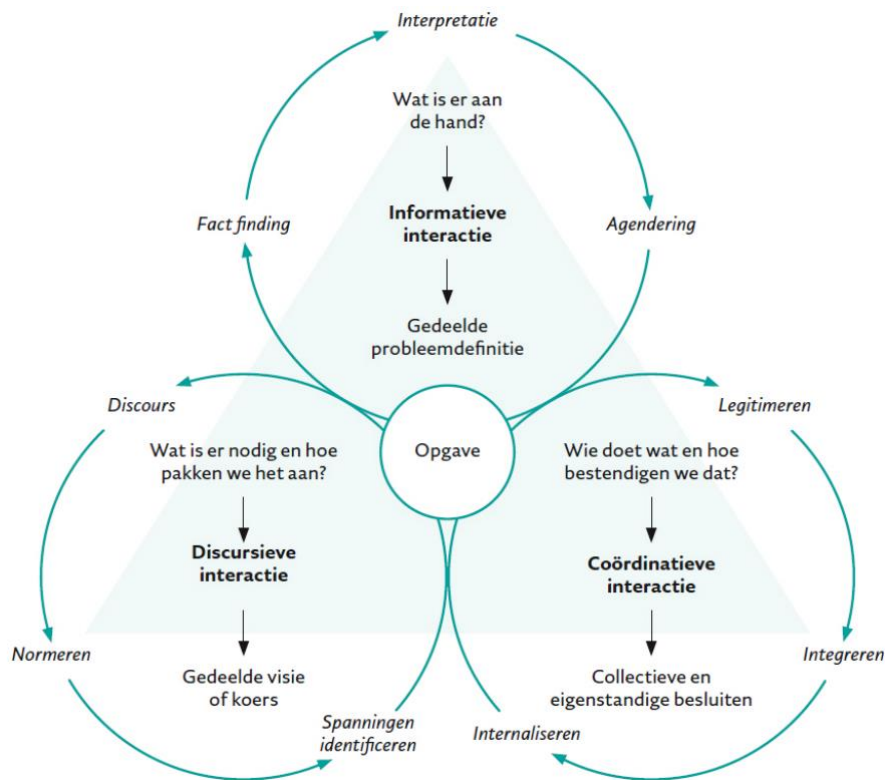 Interpretatie
Wat is er aan
de hand?
Fact finding
Informatieve
interactie
Agendering
Gedeelde
probleemdefinitie
Discours
Legitimeren
Opgave
Wat is er nodig en hoe
pakken we het aan?
Discursieve
interactie
Normeren
Gedeelde visie
of koers
Spanningen
identificeren
Wie doet wat en hoe
bestendigen we dat?
Coördinatieve
interactie
Integreren
Collectieve en
eigenstandige besluiten
Internaliseren